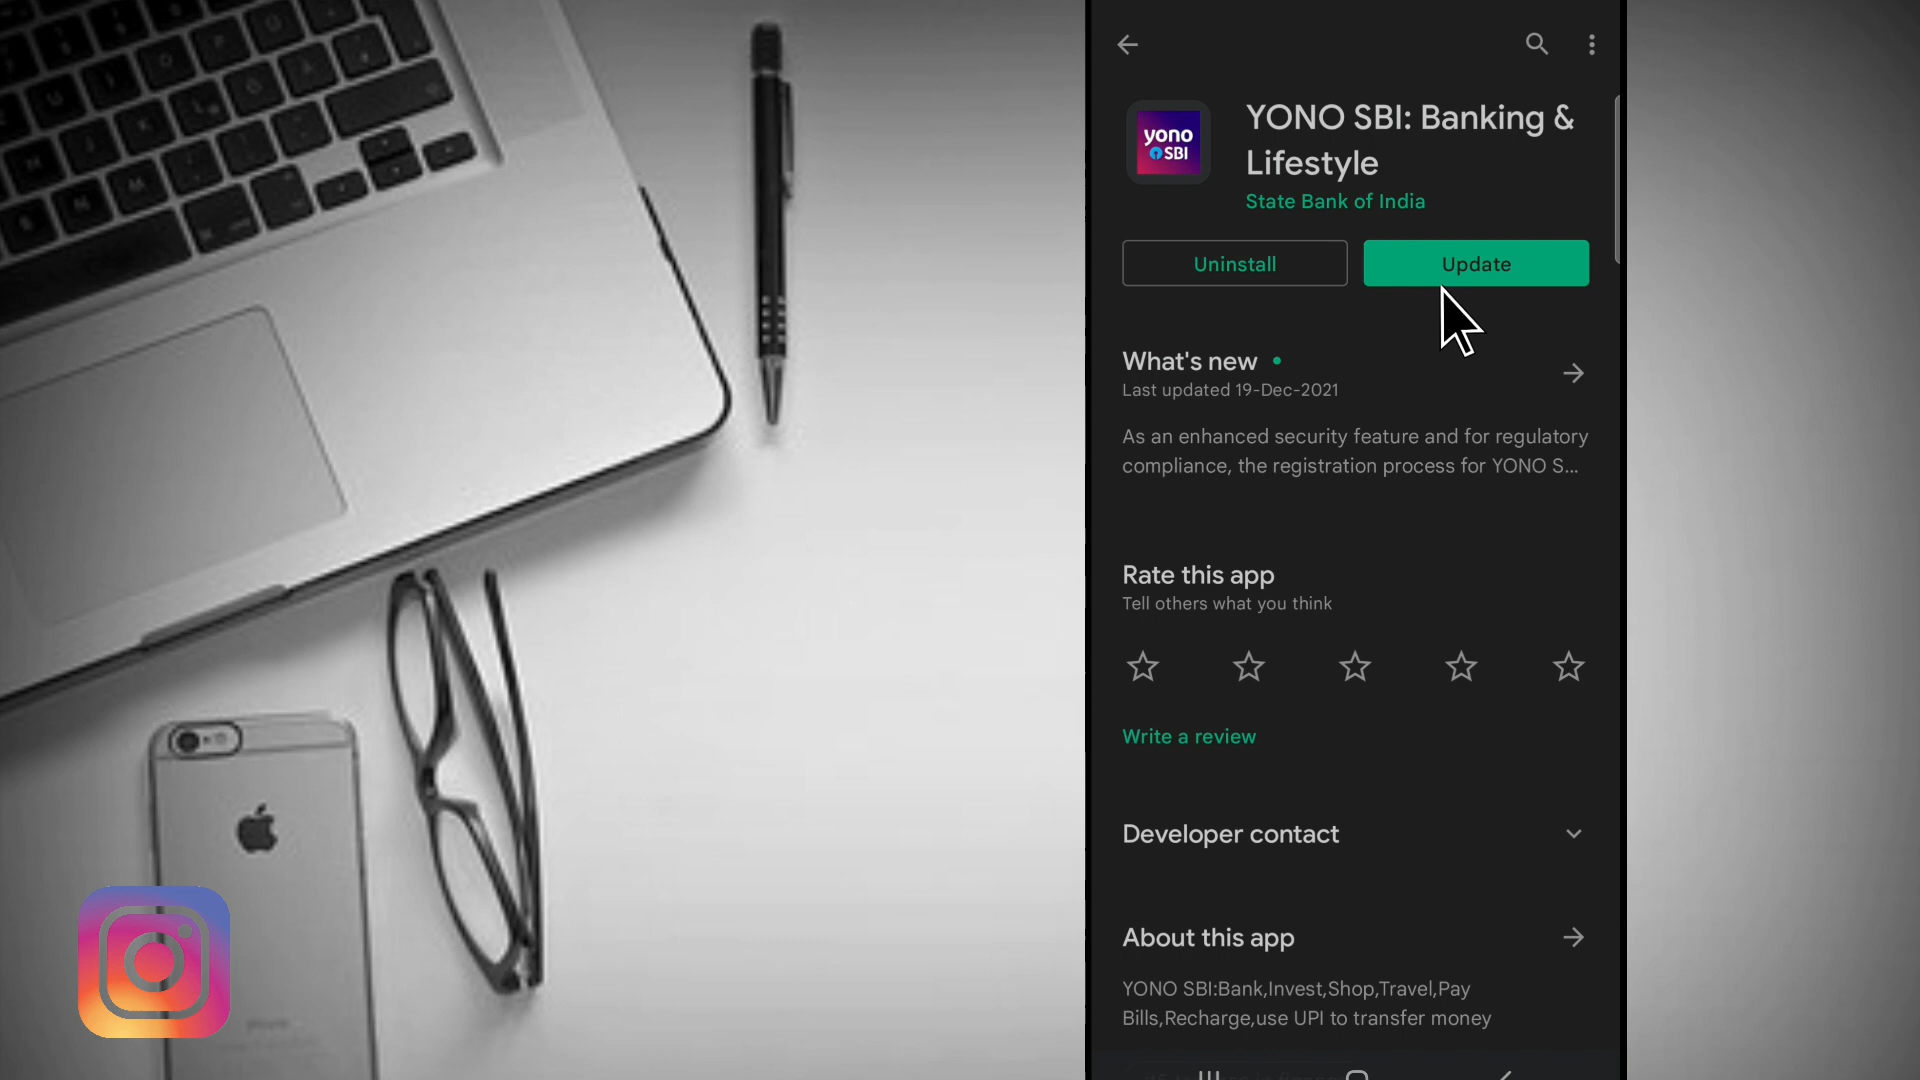 yono
SBI
YONO SBI: Banking &
Lifestyle
State Bank of India
Uninstall
Update
What's new
Last updated 19-Dec-2021
As an enhanced security feature and for regulatory
compliance, the registration process for YONO S...
Rate this app
Tell others what you think
Write a review
Developer contact
About this app
YONO SBI:Bank,Invest,Shop,Travel,Pay
Bills,Recharge,use UPI to transfer money